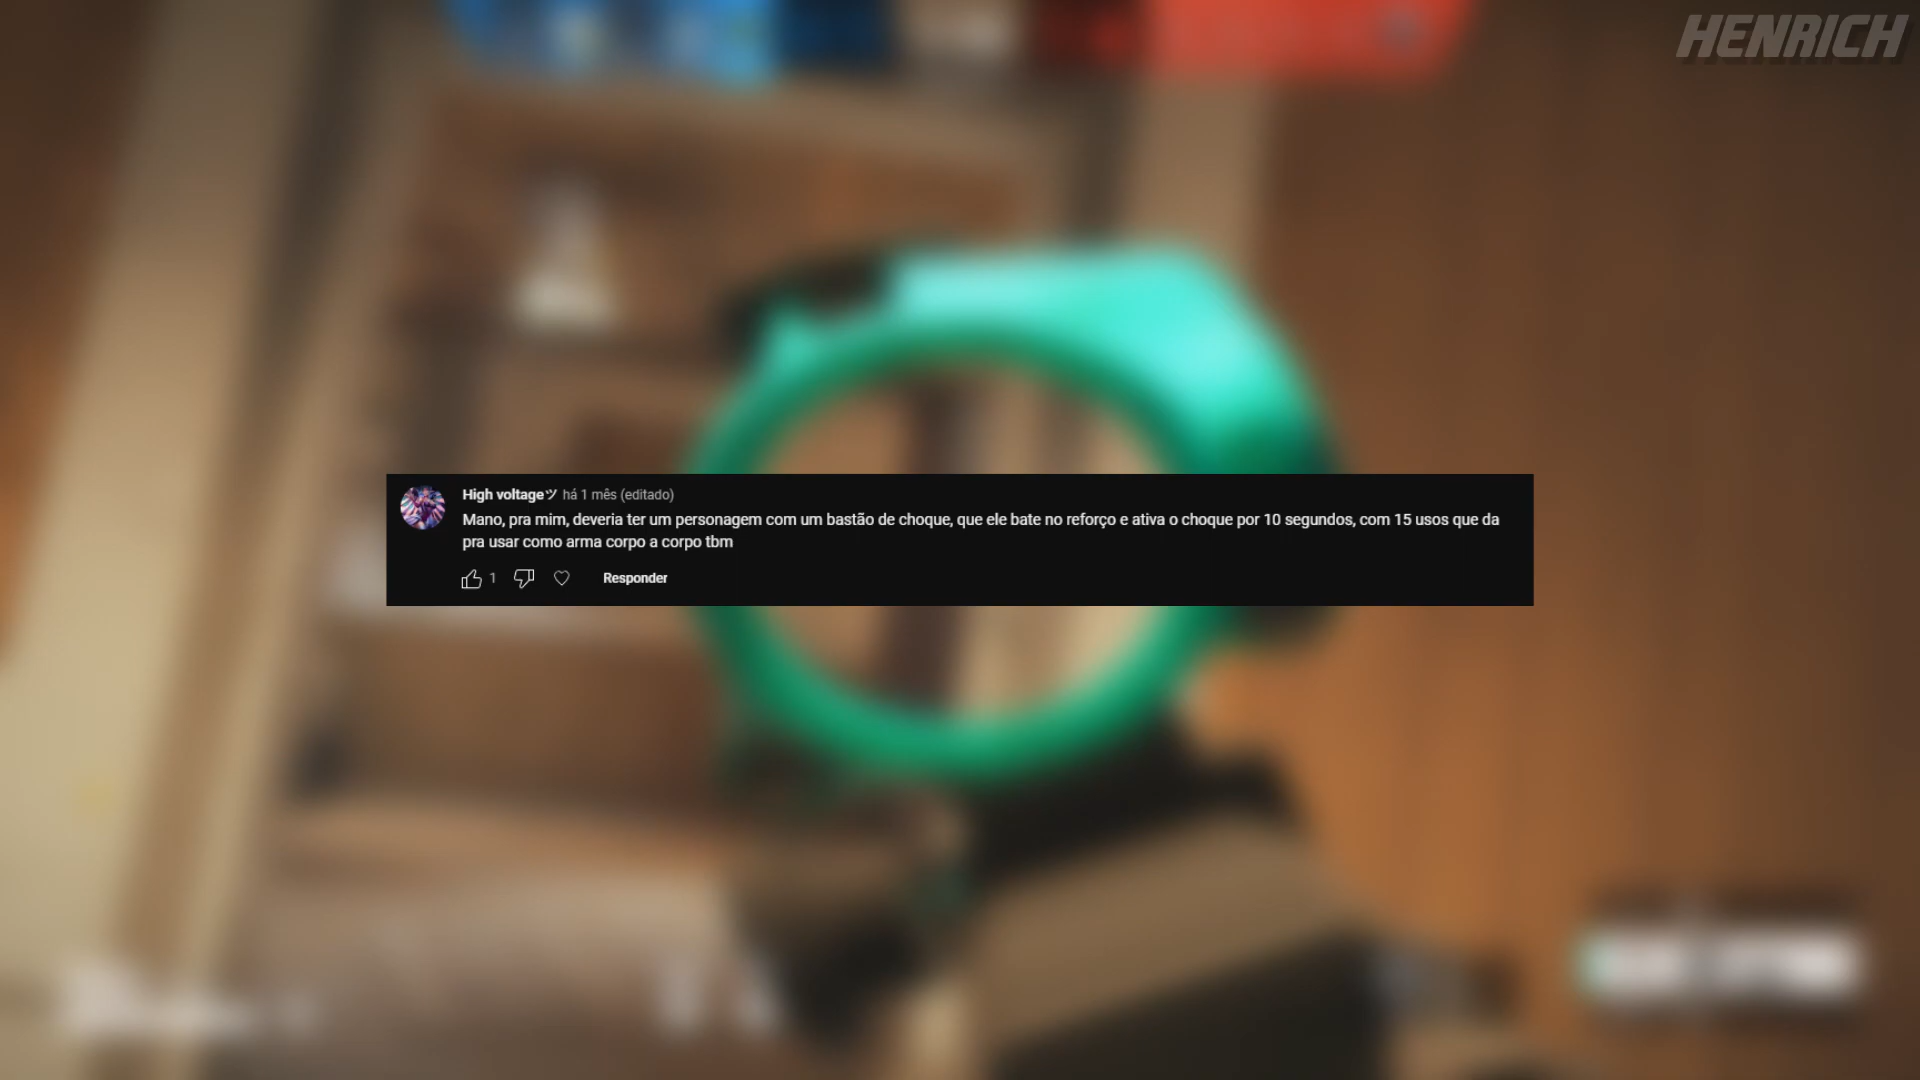 HENRICH
High voltageツ há 1 mês (editado)
Mano, pra mim, deveria ter um personagem com um bastão de choque, que ele bate no reforço e ativa o choque por 10 segundos, com 15 usos que da
pra usar como arma corpo a corpo tbm
1 Responder